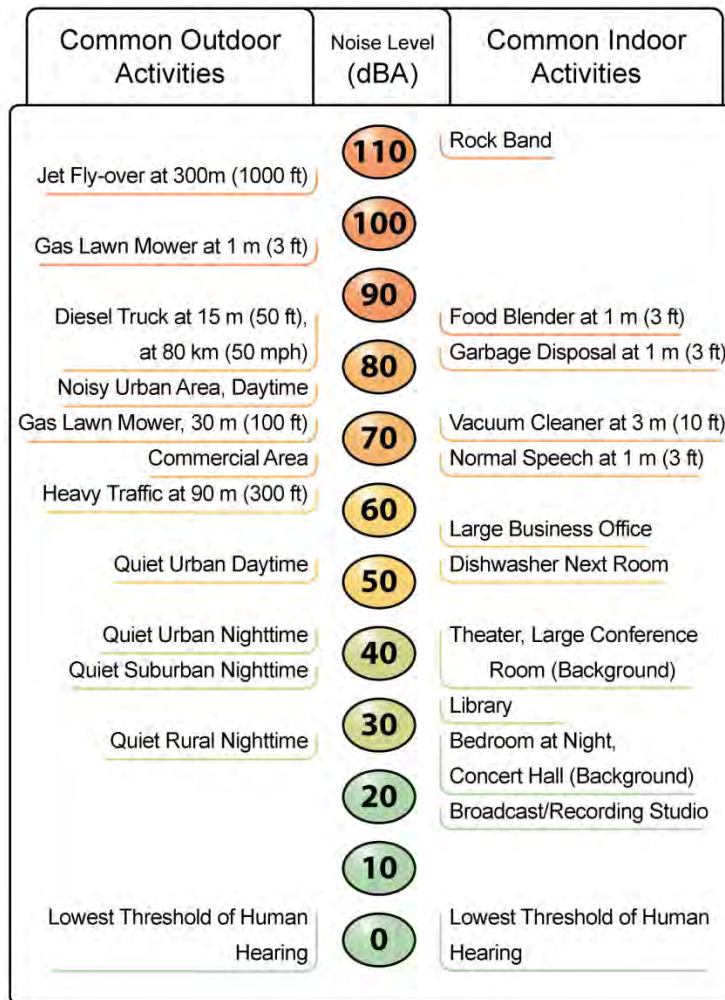 Common Outdoor
Activities
Noise Level
(dBA)
Common Indoor
Activities
110
Rock Band
Jet Fly-over at 300m (1000 ft)
100
Gas Lawn Mower at 1 m (3 ft)
90
Diesel Truck at 15 m (50 ft),
Food Blender at 1 m (3 ft)
at 80 km (50 mph)
80
Garbage Disposal at 1 m (3 ft)
Noisy Urban Area, Daytime
Gas Lawn Mower, 30 m (100 ft)
70
Vacuum Cleaner at 3 m (10 ft)
Commercial Area
Normal Speech at 1 m (3 ft)
Heavy Traffic at 90 m (300 ft)
60
Large Business Office
Quiet Urban Daytime
50
Dishwasher Next Room
Quiet Urban Nighttime
40
Theater, Large Conference
Quiet Suburban Nighttime
Room (Background)
Library
30
Quiet Rural Nighttime
Bedroom at Night,
Concert Hall (Background)
20
Broadcast/Recording Studio
10
Lowest Threshold of Human
Hearing
0
Lowest Threshold of Human
Hearing